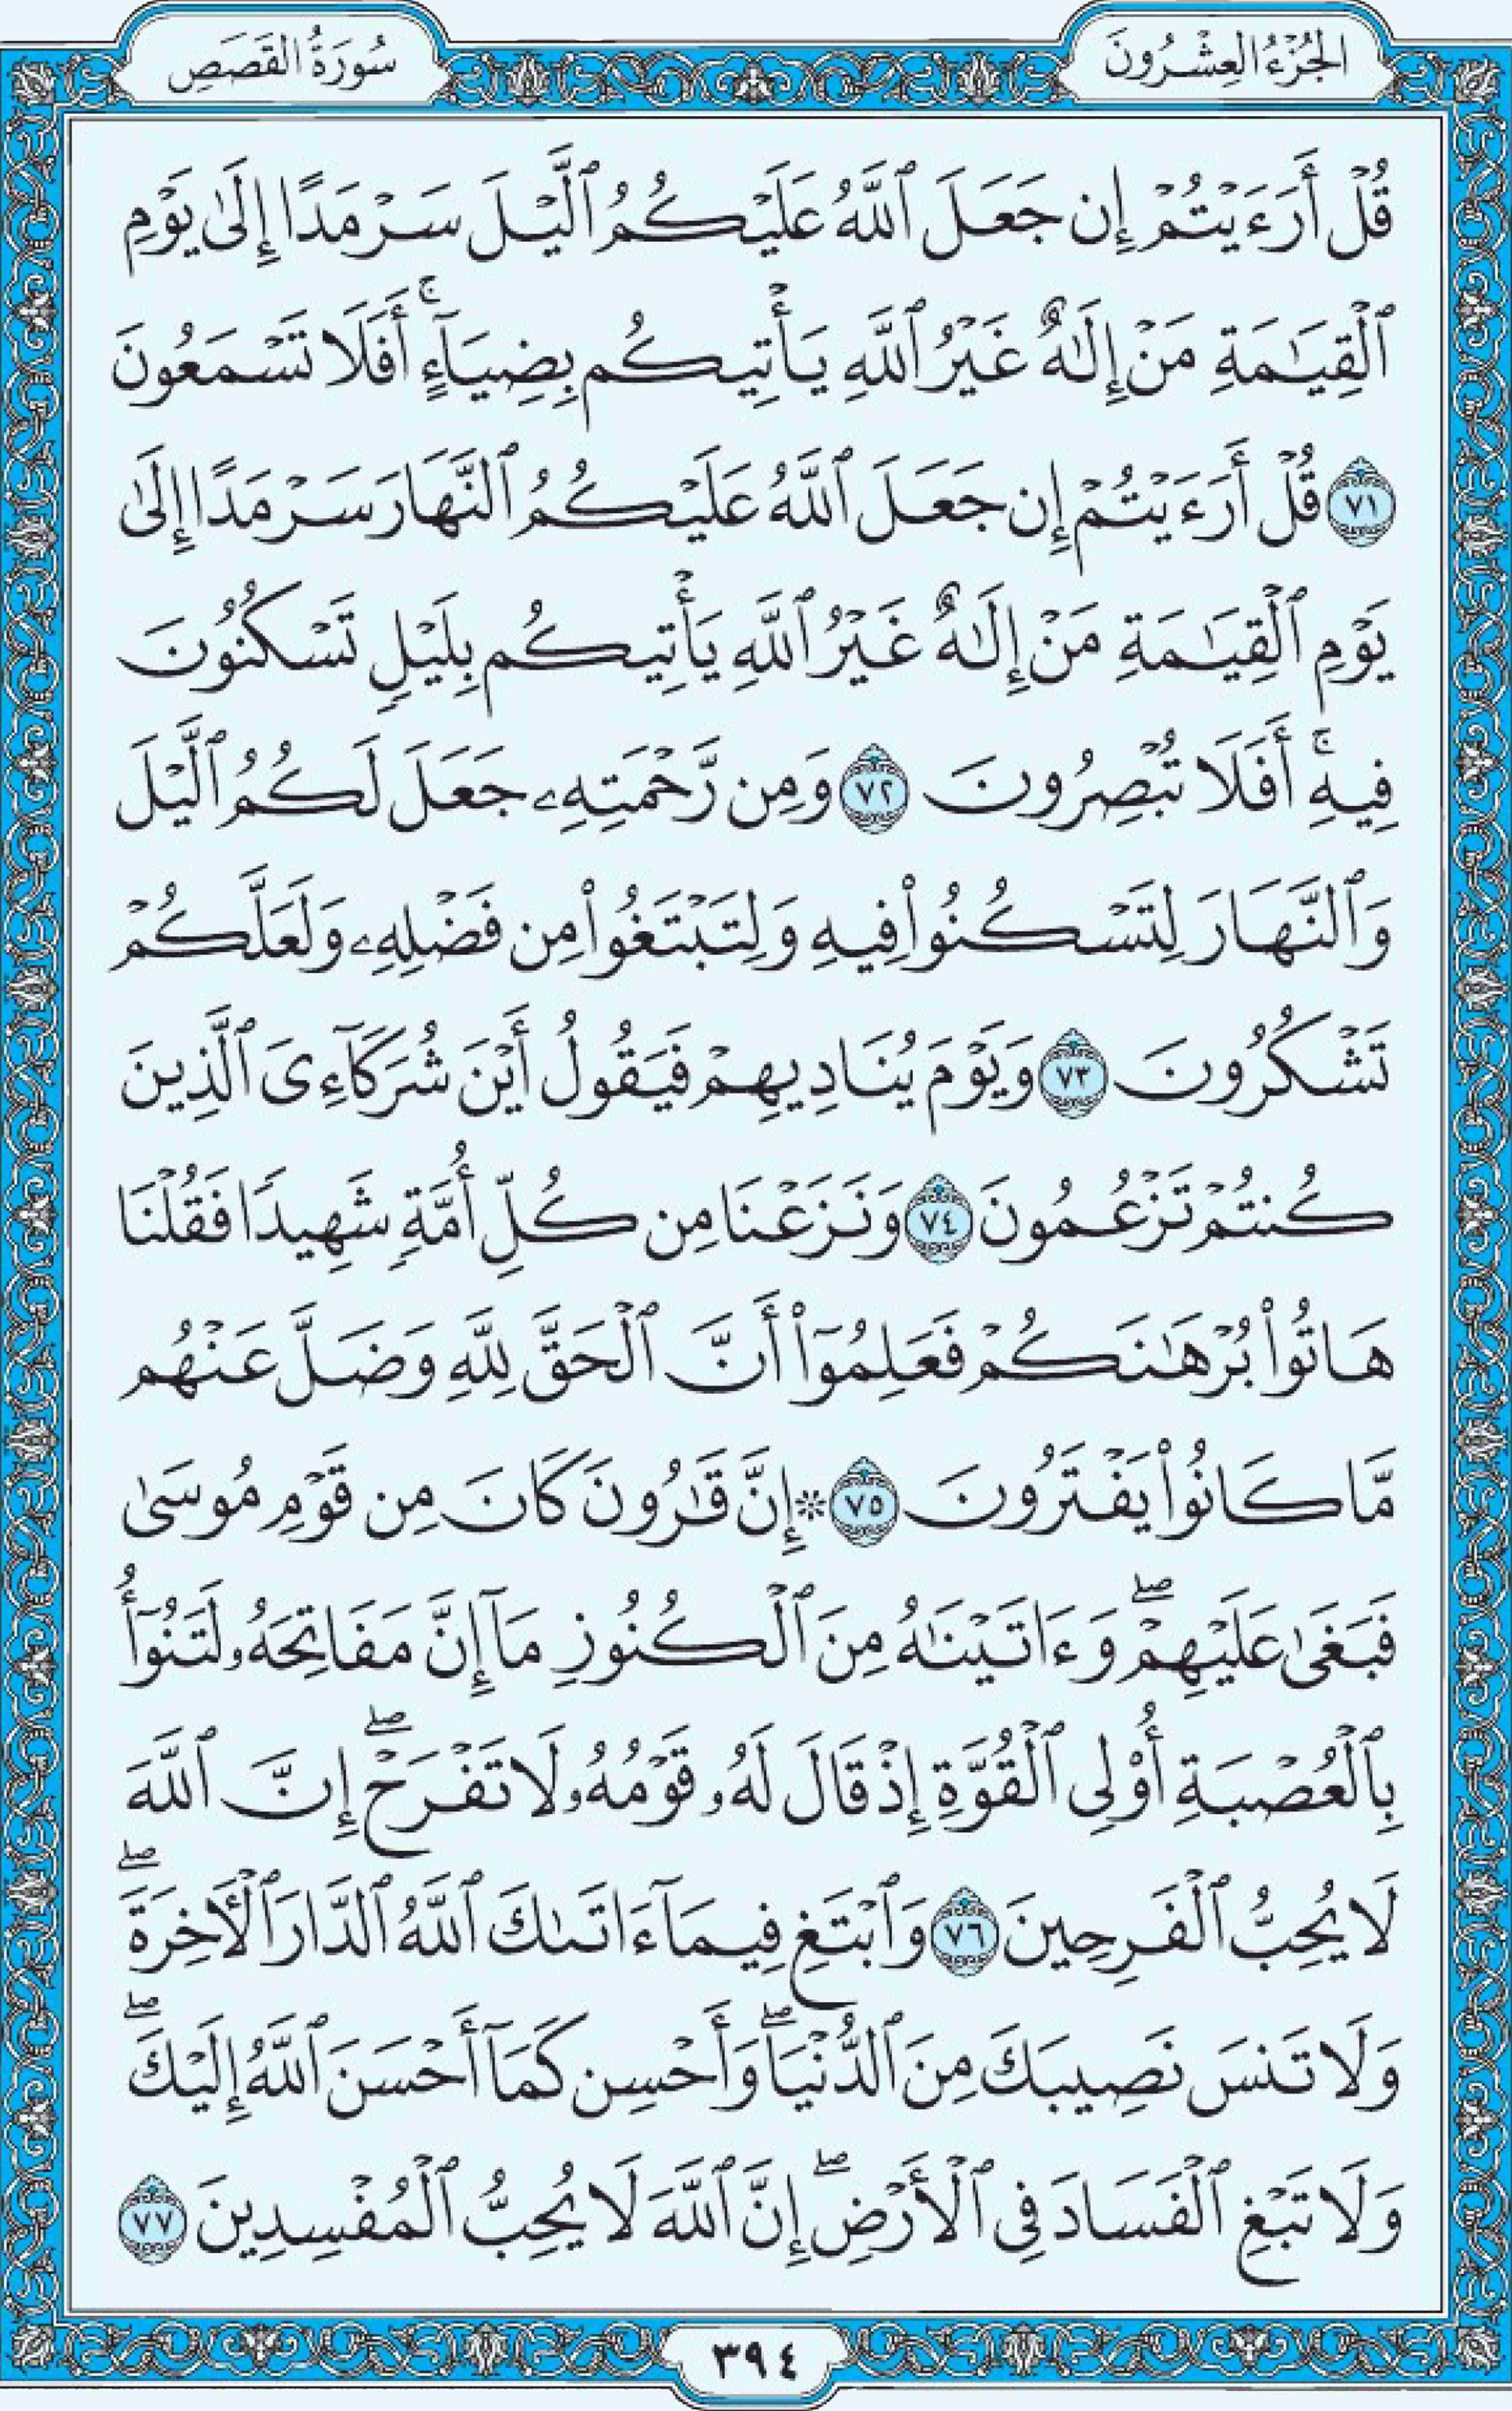 الجُزْءُ العِشْرُونَ
سُورَةُ القَصَصِ
قُلْ أَرَءَيْتُمْ إِن جَعَلَ ٱللَّهُ عَلَيْكُمُ ٱلَّيْلَ سَرْمَدًا إِلَىٰ يَوْمِ
ٱلْقِيَـٰمَةِ مَنْ إِلَـٰهٌ غَيْرُ ٱللَّهِ يَأْتِيكُم بِضِيَآءٍ ۚ أَفَلَا تَسْمَعُونَ
٧١ قُلْ أَرَءَيْتُمْ إِن جَعَلَ ٱللَّهُ عَلَيْكُمُ ٱلنَّهَارَ سَرْمَدًا إِلَىٰ
يَوْمِ ٱلْقِيَـٰمَةِ مَنْ إِلَـٰهٌ غَيْرُ ٱللَّهِ يَأْتِيكُم بِلَيْلٍ تَسْكُنُونَ
فِيهِ ۚ أَفَلَا تُبْصِرُونَ ٧٢ وَمِن رَّحْمَتِهِۦ جَعَلَ لَكُمُ ٱلَّيْلَ
وَٱلنَّهَارَ لِتَسْكُنُوا۟ فِيهِ وَلِتَبْتَغُوا۟ مِن فَضْلِهِۦ وَلَعَلَّكُمْ
تَشْكُرُونَ ٧٣ وَيَوْمَ يُنَادِيهِمْ فَيَقُولُ أَيْنَ شُرَكَآءِىَ ٱلَّذِينَ
كُنتُمْ تَزْعُمُونَ ٧٤ وَنَزَعْنَا مِن كُلِّ أُمَّةٍ شَهِيدًا فَقُلْنَا
هَاتُوا۟ بُرْهَـٰنَكُمْ فَعَلِمُوٓا۟ أَنَّ ٱلْحَقَّ لِلَّهِ وَضَلَّ عَنْهُم
مَّا كَانُوا۟ يَفْتَرُونَ ٧٥ ۞ إِنَّ قَـٰرُونَ كَانَ مِن قَوْمِ مُوسَىٰ
فَبَغَىٰ عَلَيْهِمْ ۖ وَءَاتَيْنَـٰهُ مِنَ ٱلْكُنُوزِ مَآ إِنَّ مَفَاتِحَهُۥ لَتَنُوٓأُ
بِٱلْعُصْبَةِ أُو۟لِى ٱلْقُوَّةِ إِذْ قَالَ لَهُۥ قَوْمُهُۥ لَا تَفْرَحْ ۖ إِنَّ ٱللَّهَ
لَا يُحِبُّ ٱلْفَرِحِينَ ٧٦ وَٱبْتَغِ فِيمَآ ءَاتَىٰكَ ٱللَّهُ ٱلدَّارَ ٱلْـَٔاخِرَةَ ۖ
وَلَا تَنسَ نَصِيبَكَ مِنَ ٱلدُّنْيَا ۖ وَأَحْسِن كَمَآ أَحْسَنَ ٱللَّهُ إِلَيْكَ ۖ
وَلَا تَبْغِ ٱلْفَسَادَ فِى ٱلْأَرْضِ ۖ إِنَّ ٱللَّهَ لَا يُحِبُّ ٱلْمُفْسِدِينَ ٧٧
٣٩٤